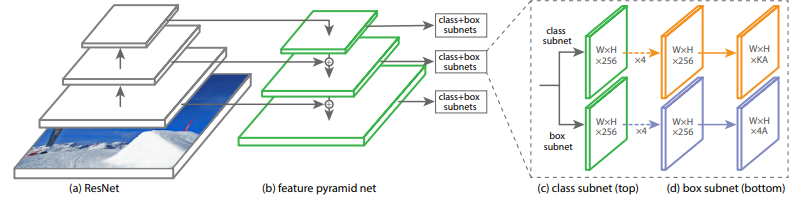 class+box
subnets
class+box
subnets
class+box
subnets
class
subnet
box
subnet
W×H
×256
×4
W×H
×256
W×H
×KA
W×H
×256
×4
W×H
×256
W×H
×4A
(a) ResNet
(b) feature pyramid net
(c) class subnet (top)
(d) box subnet (bottom)